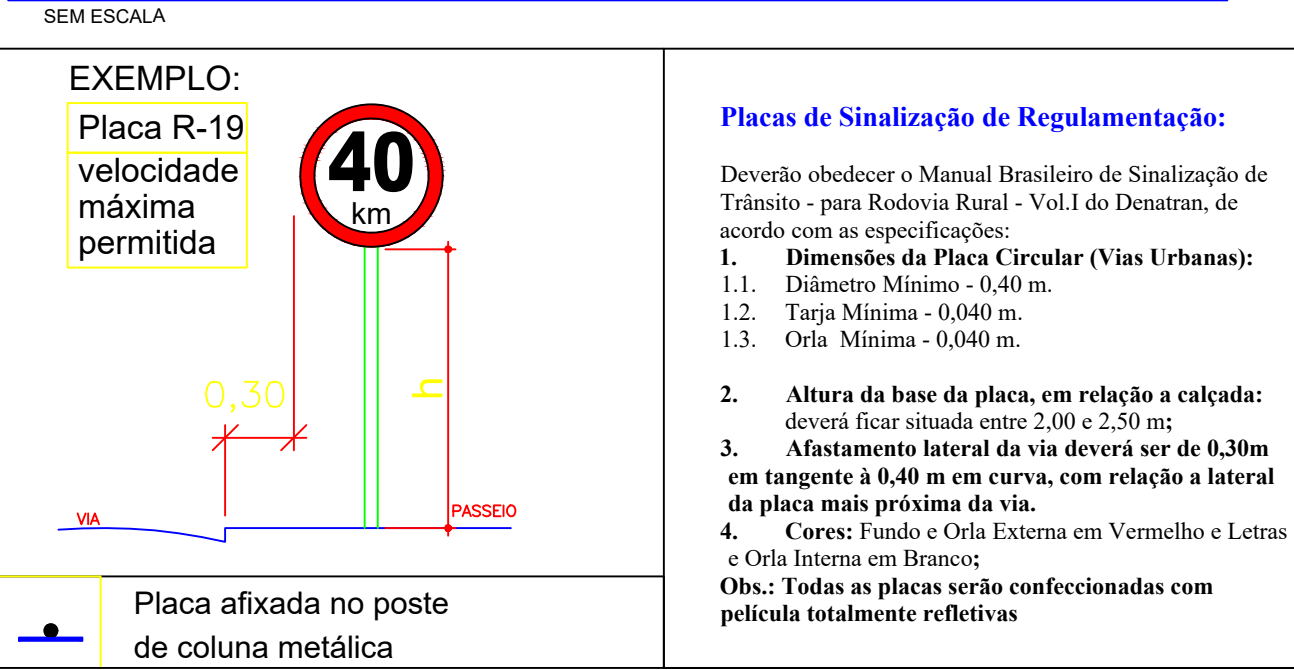 SEM ESCALA
EXEMPLO:
Placa R-19
velocidade
máxima
permitida
40
km
0,30
h
VIA
PASSEIO
Placa afixada no poste
de coluna metálica
Placas de Sinalização de Regulamentação:
Deverão obedecer o Manual Brasileiro de Sinalização de
Trânsito - para Rodovia Rural - Vol.I do Denatran, de
acordo com as especificações:
1. Dimensões da Placa Circular (Vias Urbanas):
1.1. Diâmetro Mínimo - 0,40 m.
1.2. Tarja Mínima - 0,040 m.
1.3. Orla Mínima - 0,040 m.
2. Altura da base da placa, em relação a calçada:
deverá ficar situada entre 2,00 e 2,50 m;
3. Afastamento lateral da via deverá ser de 0,30m
em tangente à 0,40 m em curva, com relação a lateral
da placa mais próxima da via.
4. Cores: Fundo e Orla Externa em Vermelho e Letras
e Orla Interna em Branco;
Obs.: Todas as placas serão confeccionadas com
película totalmente refletivas